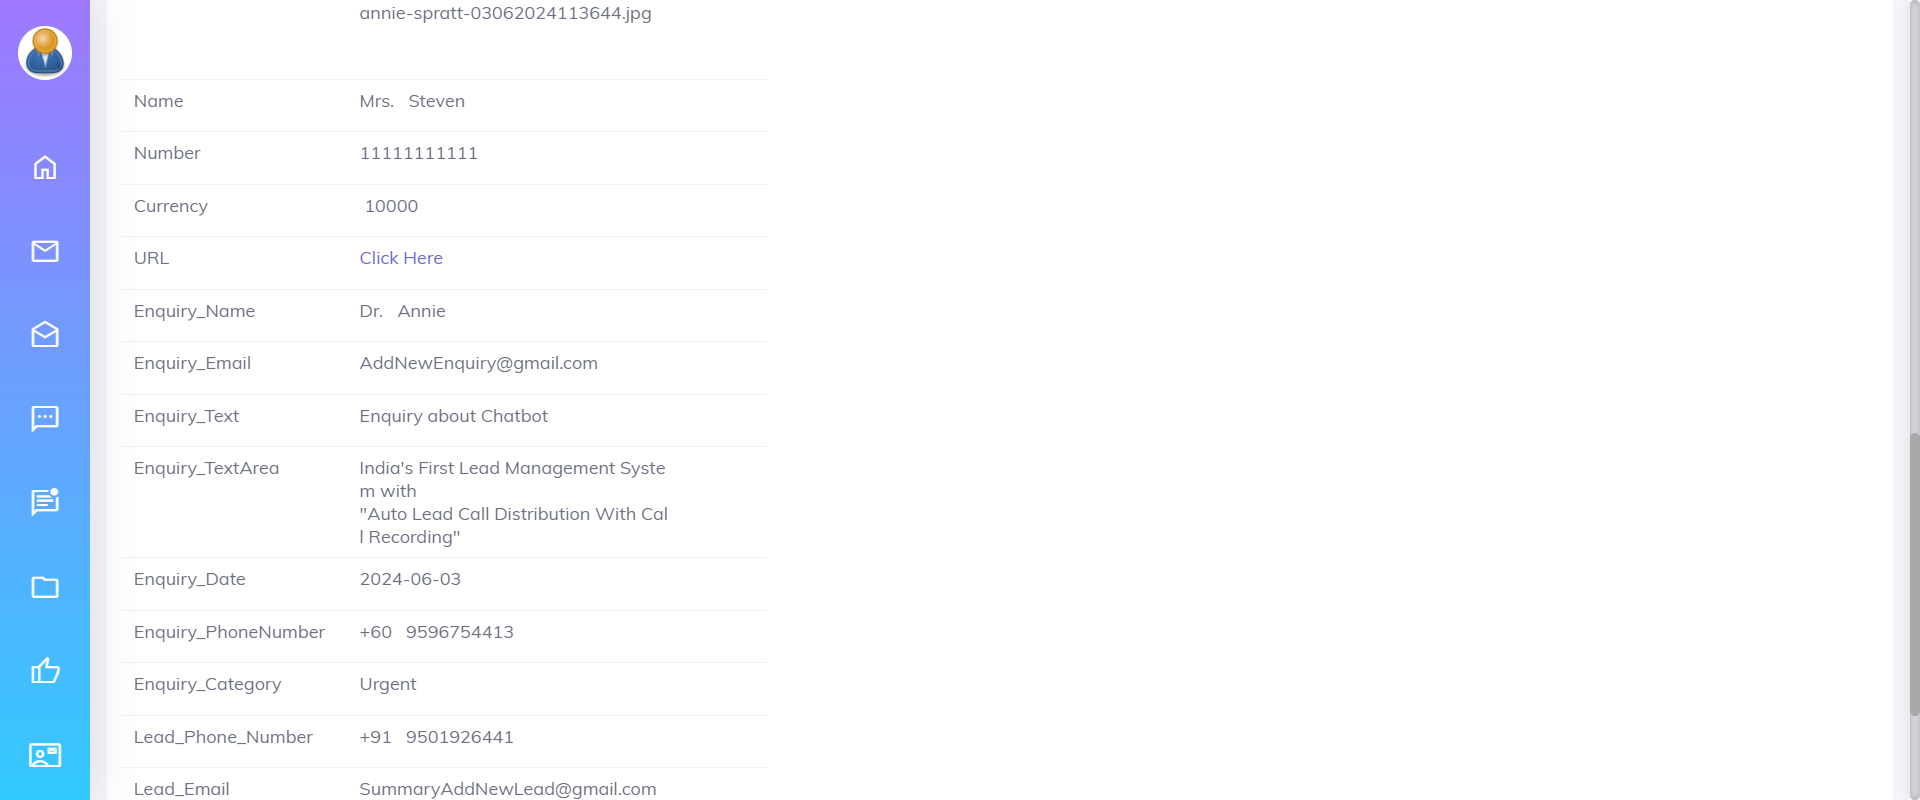 annie-spratt-03062024113644.jpg
Name Mrs. Steven
Number 11111111111
Currency 10000
URL Click Here
Enquiry_Name Dr. Annie
Enquiry_Email AddNewEnquiry@gmail.com
Enquiry_Text Enquiry about Chatbot
Enquiry_TextArea India's First Lead Management Syste
m with
"Auto Lead Call Distribution With Cal
l Recording"
Enquiry_Date 2024-06-03
Enquiry_PhoneNumber +60 9596754413
Enquiry_Category Urgent
Lead_Phone_Number +91 9501926441
Lead_Email SummaryAddNewLead@gmail.com